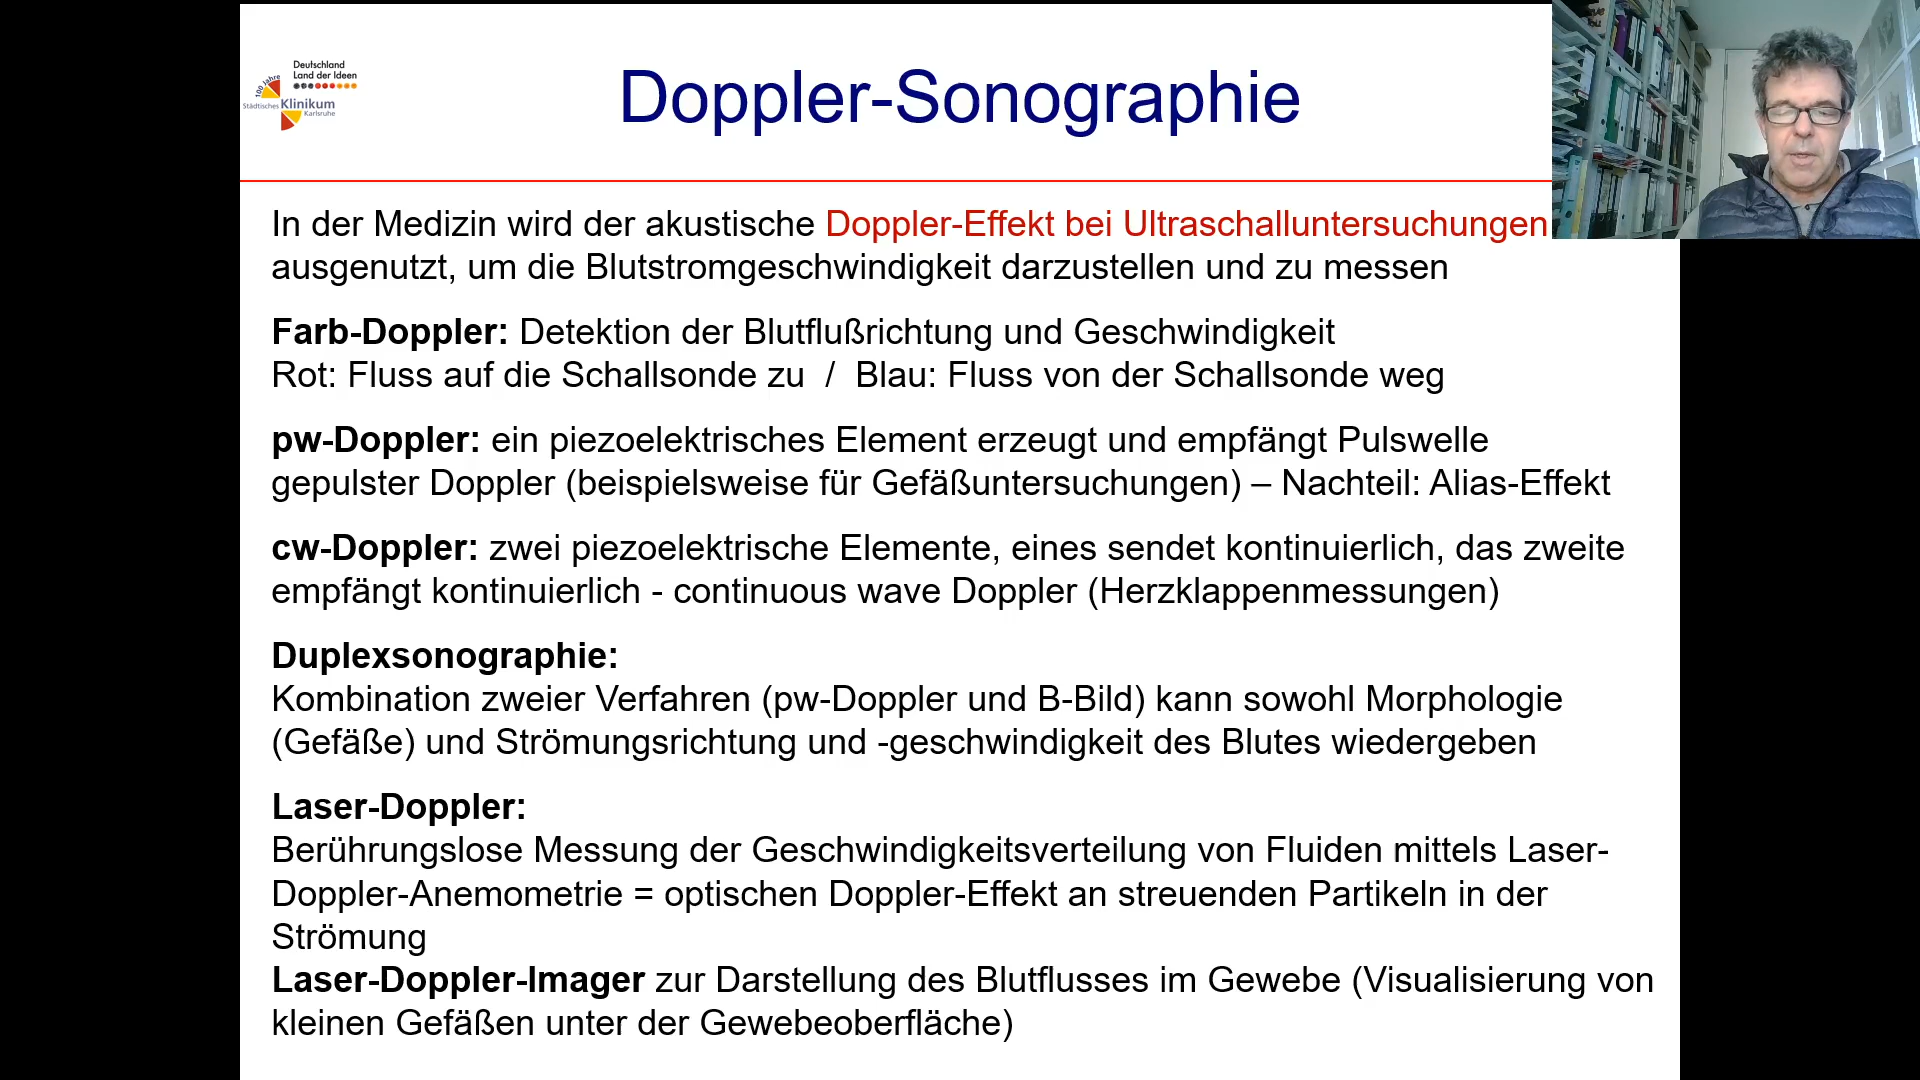 Deutschland
Land der Ideen
100 Jahre
Städtisches Klinikum
Karlsruhe
Doppler-Sonographie
In der Medizin wird der akustische Doppler-Effekt bei Ultraschalluntersuchungen
ausgenutzt, um die Blutstromgeschwindigkeit darzustellen und zu messen
Farb-Doppler: Detektion der Blutflußrichtung und Geschwindigkeit
Rot: Fluss auf die Schallsonde zu / Blau: Fluss von der Schallsonde weg
pw-Doppler: ein piezoelektrisches Element erzeugt und empfängt Pulswelle
gepulster Doppler (beispielsweise für Gefäßuntersuchungen) – Nachteil: Alias-Effekt
cw-Doppler: zwei piezoelektrische Elemente, eines sendet kontinuierlich, das zweite
empfängt kontinuierlich - continuous wave Doppler (Herzklappenmessungen)
Duplexsonographie:
Kombination zweier Verfahren (pw-Doppler und B-Bild) kann sowohl Morphologie
(Gefäße) und Strömungsrichtung und -geschwindigkeit des Blutes wiedergeben
Laser-Doppler:
Berührungslose Messung der Geschwindigkeitsverteilung von Fluiden mittels Laser-
Doppler-Anemometrie = optischen Doppler-Effekt an streuenden Partikeln in der
Strömung
Laser-Doppler-Imager zur Darstellung des Blutflusses im Gewebe (Visualisierung von
kleinen Gefäßen unter der Gewebeoberfläche)